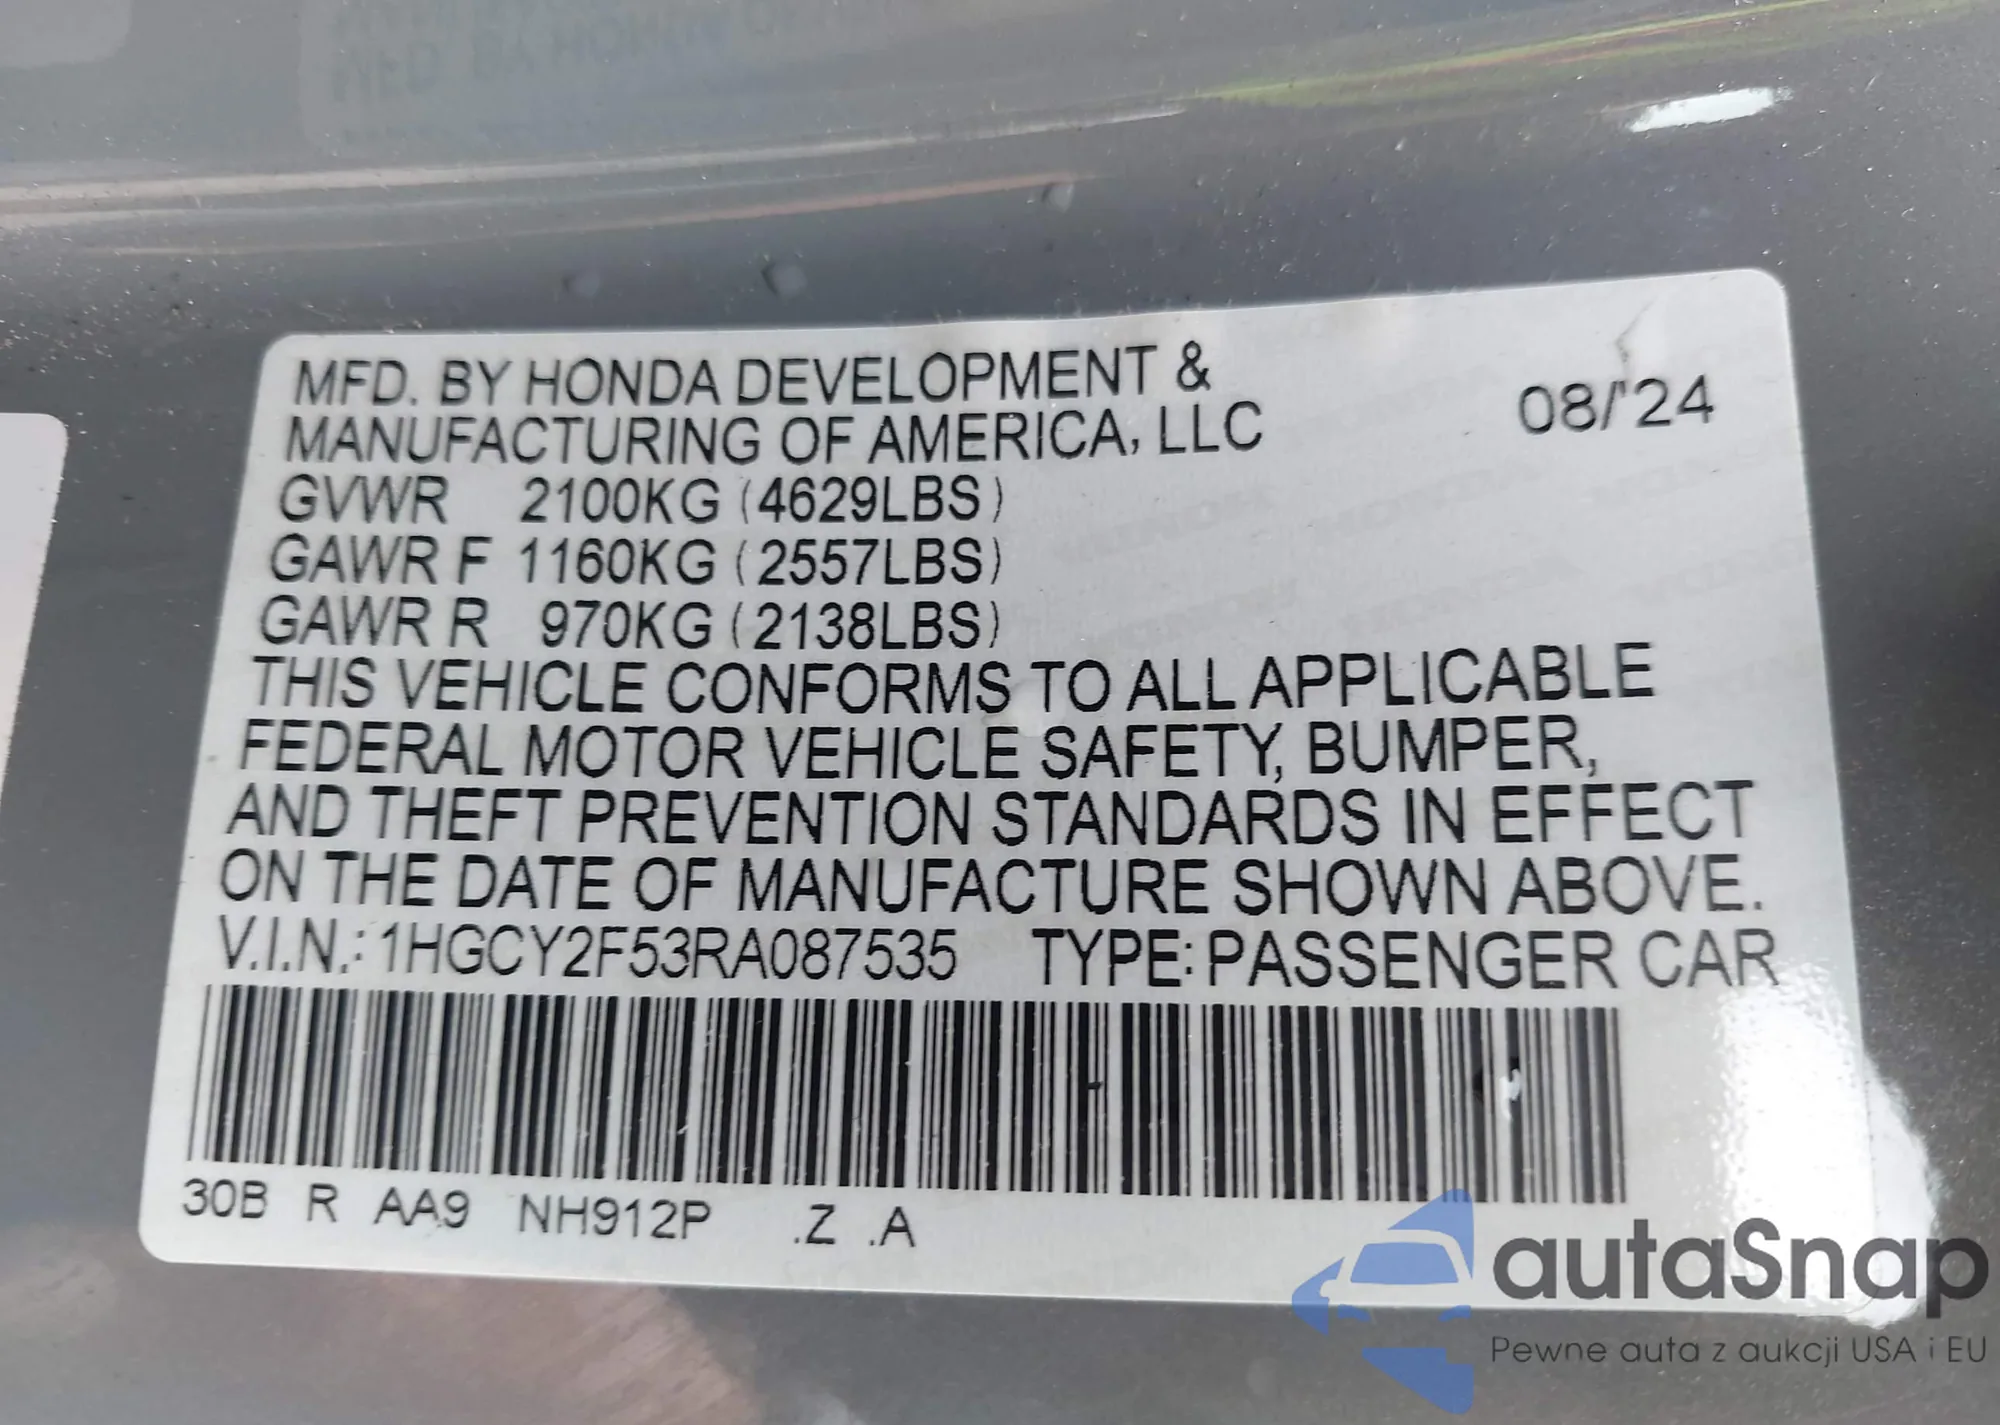 MFD. BY HONDA DEVELOPMENT &
MANUFACTURING OF AMERICA, LLC
08/'24
GVWR 2100KG (4629LBS)
GAWR F 1160KG (2557LBS)
GAWR R 970KG (2138LBS)
THIS VEHICLE CONFORMS TO ALL APPLICABLE
FEDERAL MOTOR VEHICLE SAFETY, BUMPER,
AND THEFT PREVENTION STANDARDS IN EFFECT
ON THE DATE OF MANUFACTURE SHOWN ABOVE.
V.I.N.: 1HGCY2F53RA087535 TYPE: PASSENGER CAR
30B R AA9 NH912P .Z .A
autaSnap
Pewne auta z aukcji USA i EU